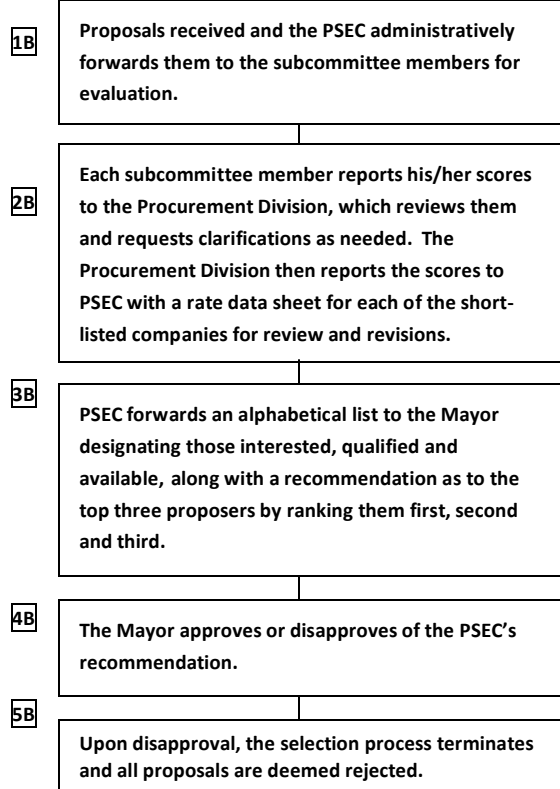 1B
Proposals received and the PSEC administratively
forwards them to the subcommittee members for
evaluation.
2B
Each subcommittee member reports his/her scores
to the Procurement Division, which reviews them
and requests clarifications as needed.  The
Procurement Division then reports the scores to
PSEC with a rate data sheet for each of the short-
listed companies for review and revisions.
3B
PSEC forwards an alphabetical list to the Mayor
designating those interested, qualified and
available, along with a recommendation as to the
top three proposers by ranking them first, second
and third.
4B
The Mayor approves or disapproves of the PSEC’s
recommendation.
5B
Upon disapproval, the selection process terminates
and all proposals are deemed rejected.